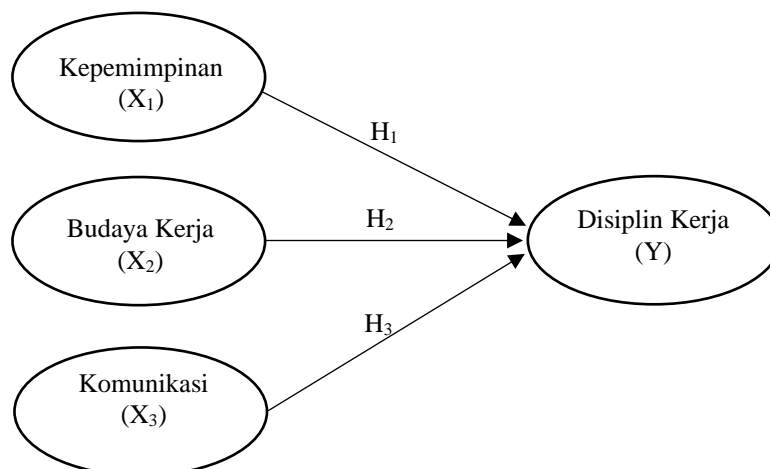 Kepemimpinan
(X₁)
H₁
Budaya Kerja
(X₂)
H₂
Disiplin Kerja
(Y)
H₃
Komunikasi
(X₃)